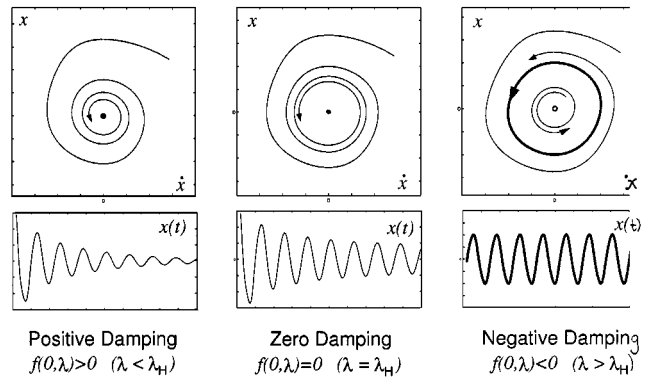 x
ẋ
x
ẋ
x
ẋ
x(t)
x(t)
x(t)
Positive Damping
f(0,λ)>0 (λ < λH)
Zero Damping
f(0,λ)=0 (λ = λH)
Negative Damping
f(0,λ)<0 (λ > λH)